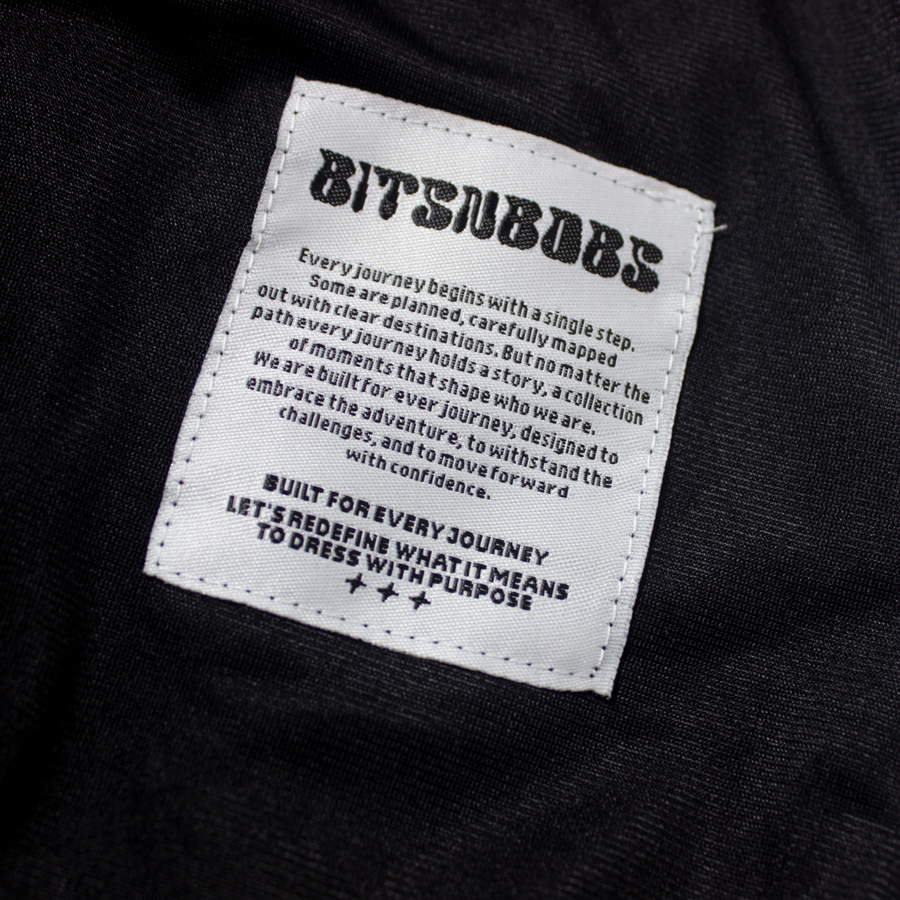 BITSNBOBS
Every journey begins with a single step.
Some are planned, carefully mapped
out with clear destinations. But no matter the
path every journey holds a story, a collection
of moments that shape who we are.
We are built for ever journey, designed to
embrace the adventure, to withstand the
challenges, and to move forward
with confidence.
BUILT FOR EVERY JOURNEY
LET'S REDEFINE WHAT IT MEANS
TO DRESS WITH PURPOSE